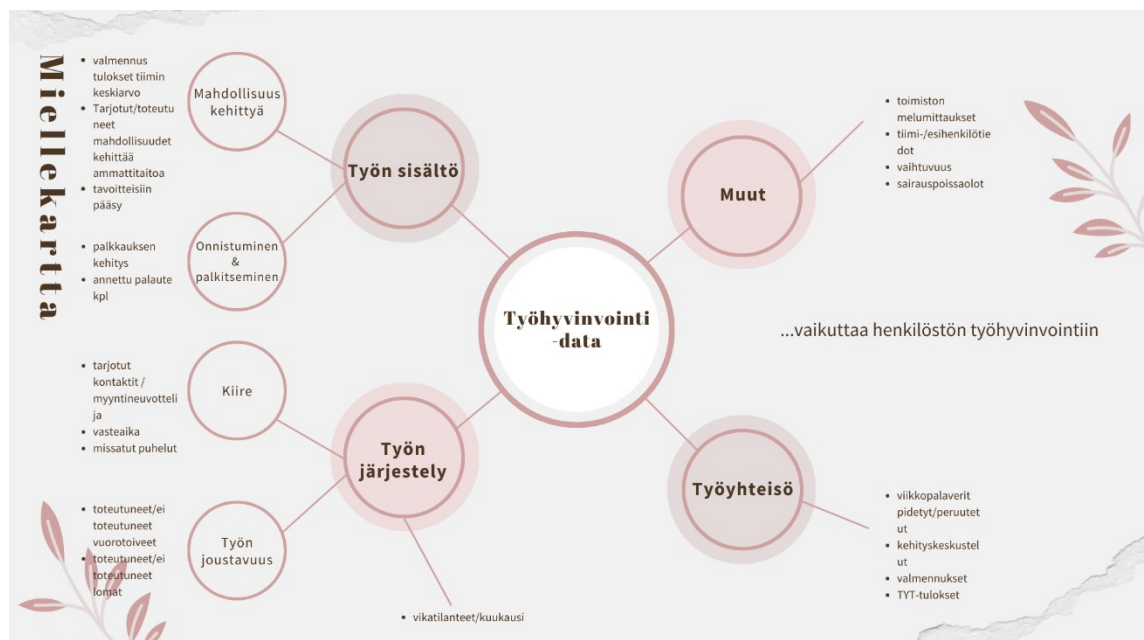 Miellekartta
• valmennus
tulokset tiimin
keskiarvo
• Tarjotut/toteutu
neet
mahdollisuudet
kehittää
ammattitaitoa
• tavoitteisiin
pääsy
Mahdollisuus
kehittyä
• palkkauksen
kehitys
• annettu palaute
kpl
Onnistuminen
&
palkitseminen
Työn sisältö
• tarjotut
kontaktit /
myyntineuvotteli
ja
• vasteaika
• missatut puhelut
Kiire
• toteutuneet/ei
toteutuneet
vuorotoiveet
• toteutuneet/ei
toteutuneet
lomat
Työn
joustavuus
Työn
järjestely
• vikatilanteet/kuukausi
Työhyvinvointi
-data
Muut
• toimiston
melumittaukset
• tiimi-/esihenkilötie
dot
• vaihtuvuus
• sairauspoissaolot
...vaikuttaa henkilöstön työhyvinvointiin
Työyhteisö
• viikkopalaverit
pidetyt/peruutet
ut
• kehityskeskustel
ut
• valmennukset
• TYT-tulokset